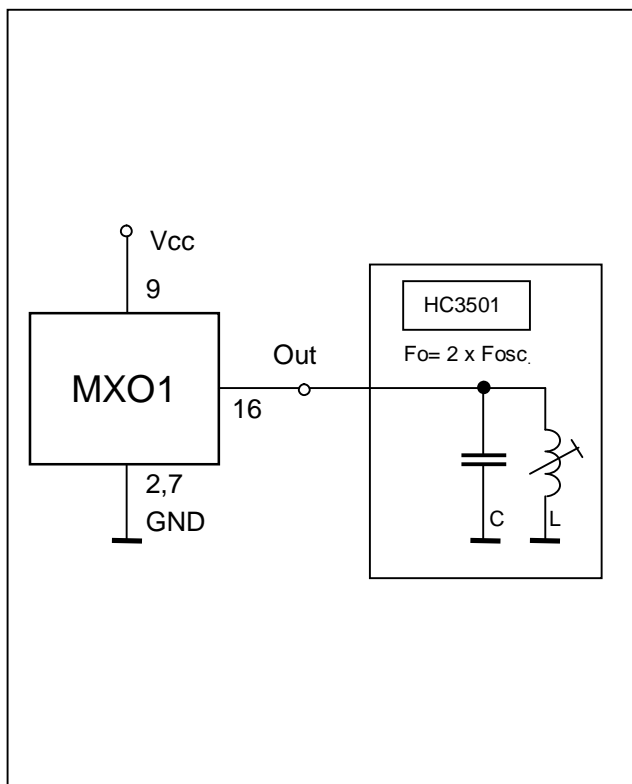 Vcc
9
HC3501
Fo= 2 x Fosc.
Out
MXO1
16
2,7
GND
C
L